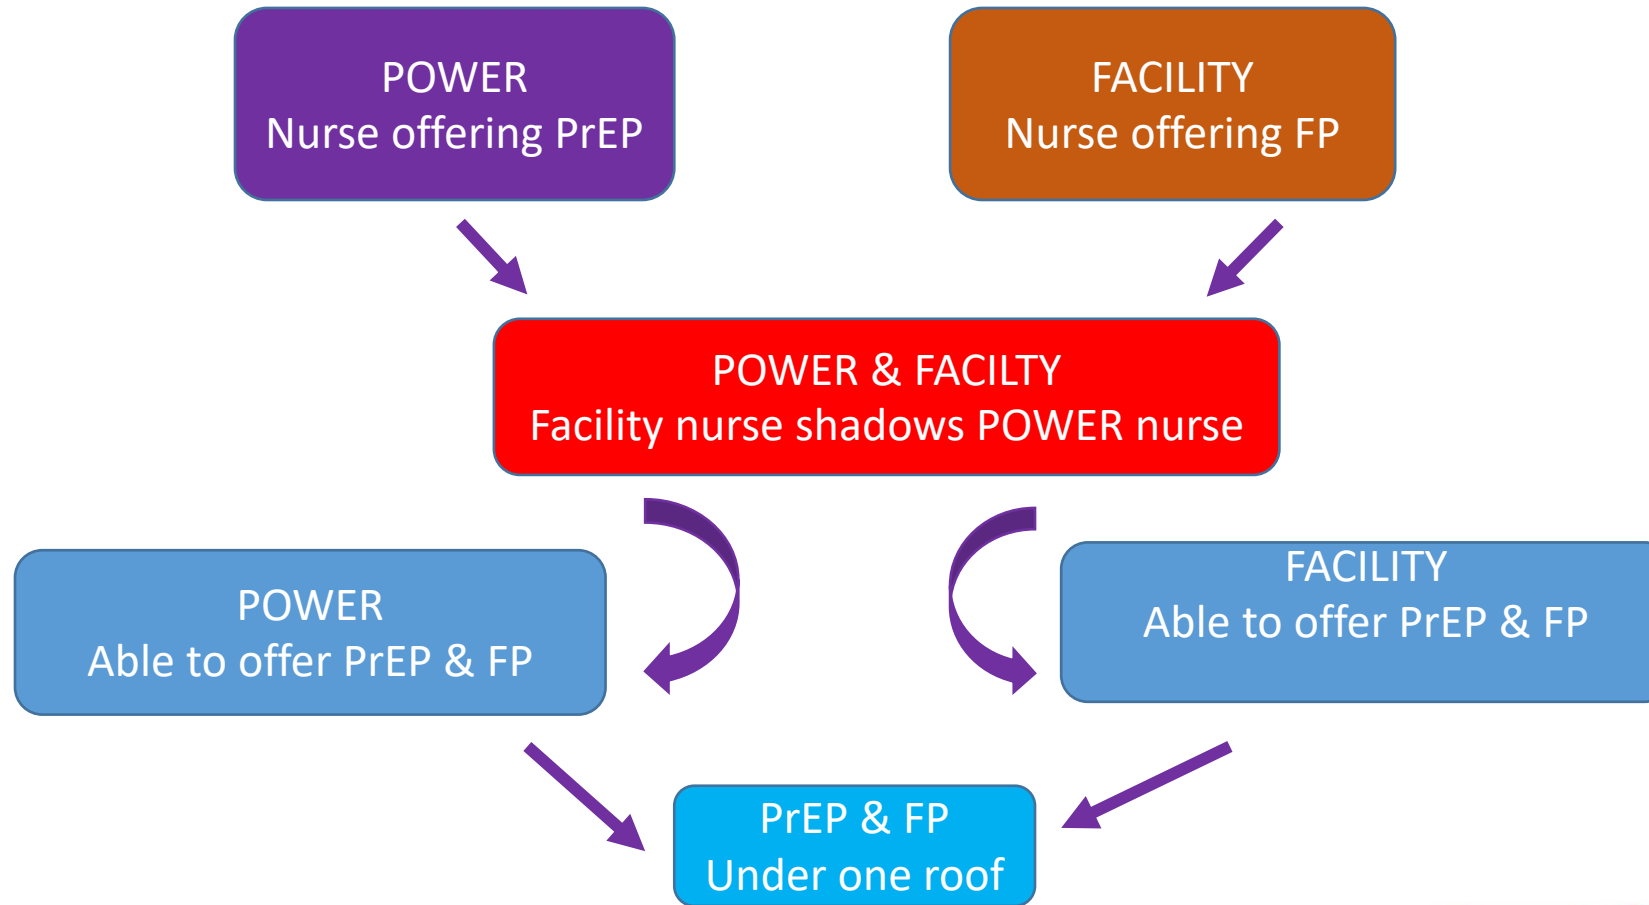 POWER
Nurse offering PrEP
FACILITY
Nurse offering FP
POWER & FACILTY
Facility nurse shadows POWER nurse
POWER
Able to offer PrEP & FP
FACILITY
Able to offer PrEP & FP
PrEP & FP
Under one roof